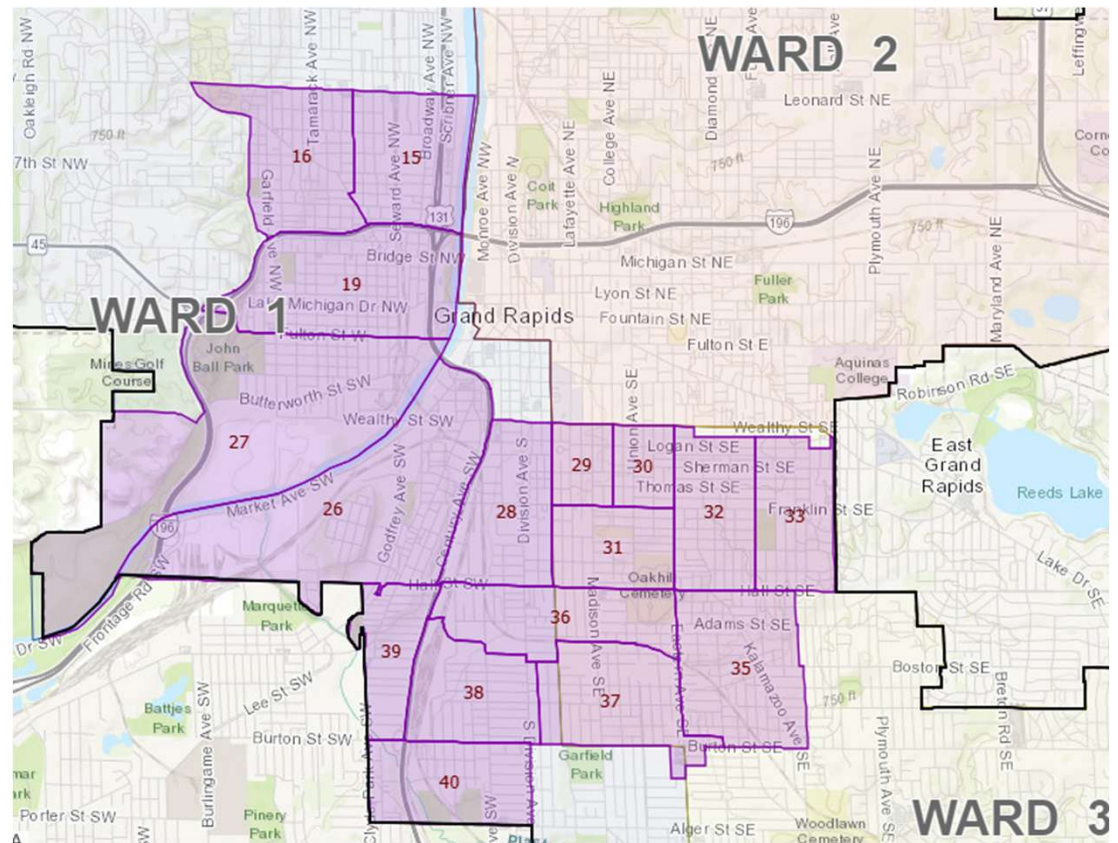 WARD 2
Oakleigh Rd NW
Tamarack Ave NW
Broadway Ave NW
Scribner Ave NW
Diamond
Leonard St NE
Leffingw
750 ft
7th St NW
16
15
Garfield
ve NW
Seward Ave NW
131
Monroe Ave NW
Division Ave N
Coit
Park
Lafayette Ave NE
College Ave NE
Highland
Park
750 ft
196
Plymouth Ave NE
750 ft
Maryland Ave NE
45
Bridge St NW
Michigan St NE
19
Fuller
Park
Lyon St NE
Michigan Dr NW
WARD 1
Grand Rapids
Fountain St NE
Fulton St W
Fulton St E
John
Ball Park
Mines Golf
Course
Aquinas
College
Robinson Rd SE
Butterworth St SW
Wealthy St SW
Wealthy St SE
Union Ave SE
27
Logan St SE
29
30
Sherman St SE
Thomas St SE
East
Grand
Rapids
Reeds Lake
Market Ave SW
26
Godfrey Ave SW
Century Ave SW
28
Division Ave S
32
33
Franklin St SE
196
31
Frontage Rd SW
Dr SW
Oakhil
Cemetery
Hall St SW
Hall St SE
Lake Dr SE
Marquette
Park
36
Madison Ave SE
Adams St SE
39
Eastern Ave SE
35
Kalamazoo Ave SE
Boston St SE
Breton Rd SE
Lee St SW
38
37
750 ft
Battjes
Park
Burlingame Ave SW
Burton St SW
S Division Ave
Burton St SE
Garfield
Park
Plymouth Ave SE
40
Porter St SW
Pinery
Park
Alger St SE
Woodlawn
Cemetery
WARD 3